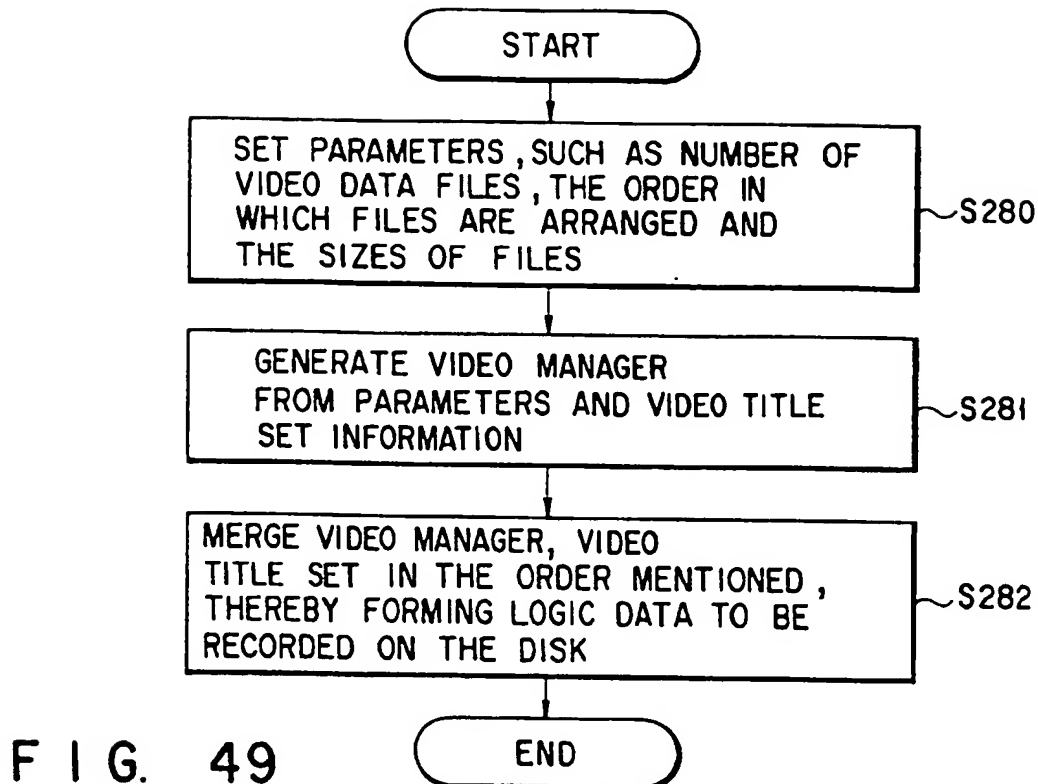 START
SET PARAMETERS, SUCH AS NUMBER OF
VIDEO DATA FILES, THE ORDER IN
WHICH FILES ARE ARRANGED AND
THE SIZES OF FILES
S280
GENERATE VIDEO MANAGER
FROM PARAMETERS AND VIDEO TITLE
SET INFORMATION
S281
MERGE VIDEO MANAGER, VIDEO
TITLE SET IN THE ORDER MENTIONED,
THEREBY FORMING LOGIC DATA TO BE
RECORDED ON THE DISK
S282
END
FIG. 49